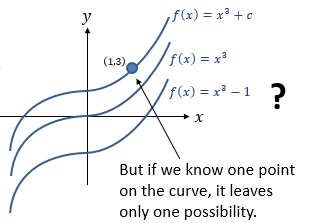 y
f(x) = x³ + c
(1,3)
f(x) = x³
f(x) = x³ − 1
?
x
But if we know one point
on the curve, it leaves
only one possibility.